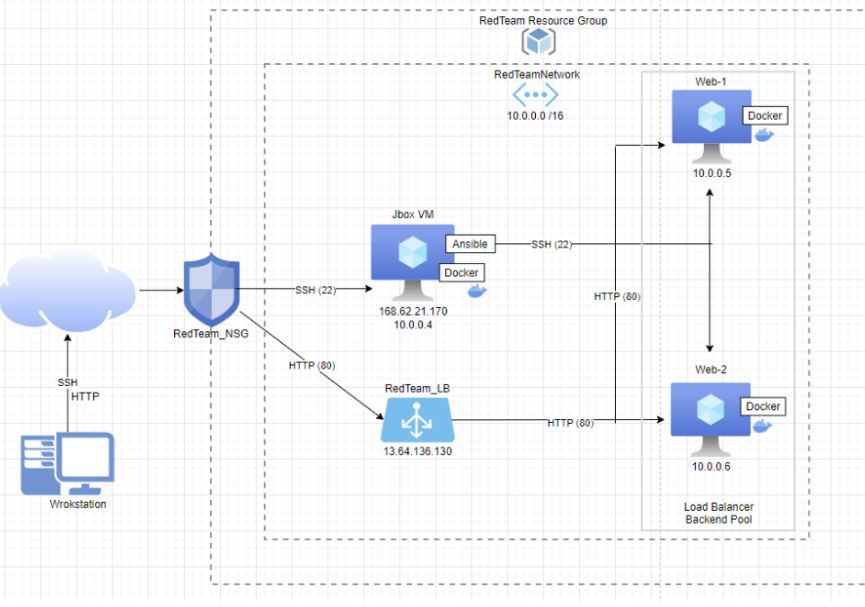 RedTeam Resource Group
RedTeamNetwork
10.0.0.0 /16
Web-1
Docker
10.0.0.5
Jbox VM
Ansible
Docker
168.62.21.170
10.0.0.4
SSH (22)
SSH (22)
HTTP (80)
RedTeam_NSG
HTTP (80)
SSH
HTTP
Wrokstation
RedTeam_LB
13.64.136.130
HTTP (80)
Web-2
Docker
10.0.0.6
Load Balancer
Backend Pool